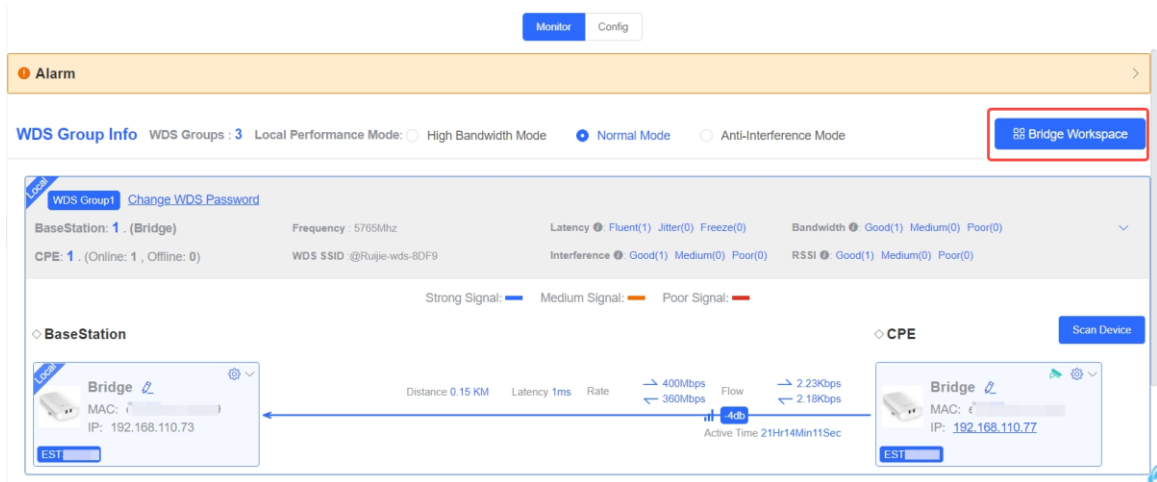 Monitor Config
Alarm
WDS Group Info WDS Groups : 3 Local Performance Mode: High Bandwidth Mode Normal Mode Anti-Interference Mode Bridge Workspace
Local
WDS Group1 Change WDS Password
BaseStation: 1 . (Bridge) Frequency : 5765Mhz Latency : Fluent(1) Jitter(0) Freeze(0) Bandwidth : Good(1) Medium(0) Poor(0)
CPE: 1 . (Online: 1 , Offline: 0) WDS SSID :@Ruijie-wds-8DF9 Interference : Good(1) Medium(0) Poor(0) RSSI : Good(1) Medium(0) Poor(0)
Strong Signal: Medium Signal: Poor Signal:
BaseStation CPE Scan Device
Local
Bridge
MAC:
IP: 192.168.110.73
EST
Distance 0.15 KM Latency 1ms Rate 400Mbps 360Mbps Flow 2.23Kbps 2.18Kbps
-4db
Active Time 21Hr14Min11Sec
Bridge
MAC:
IP: 192.168.110.77
EST